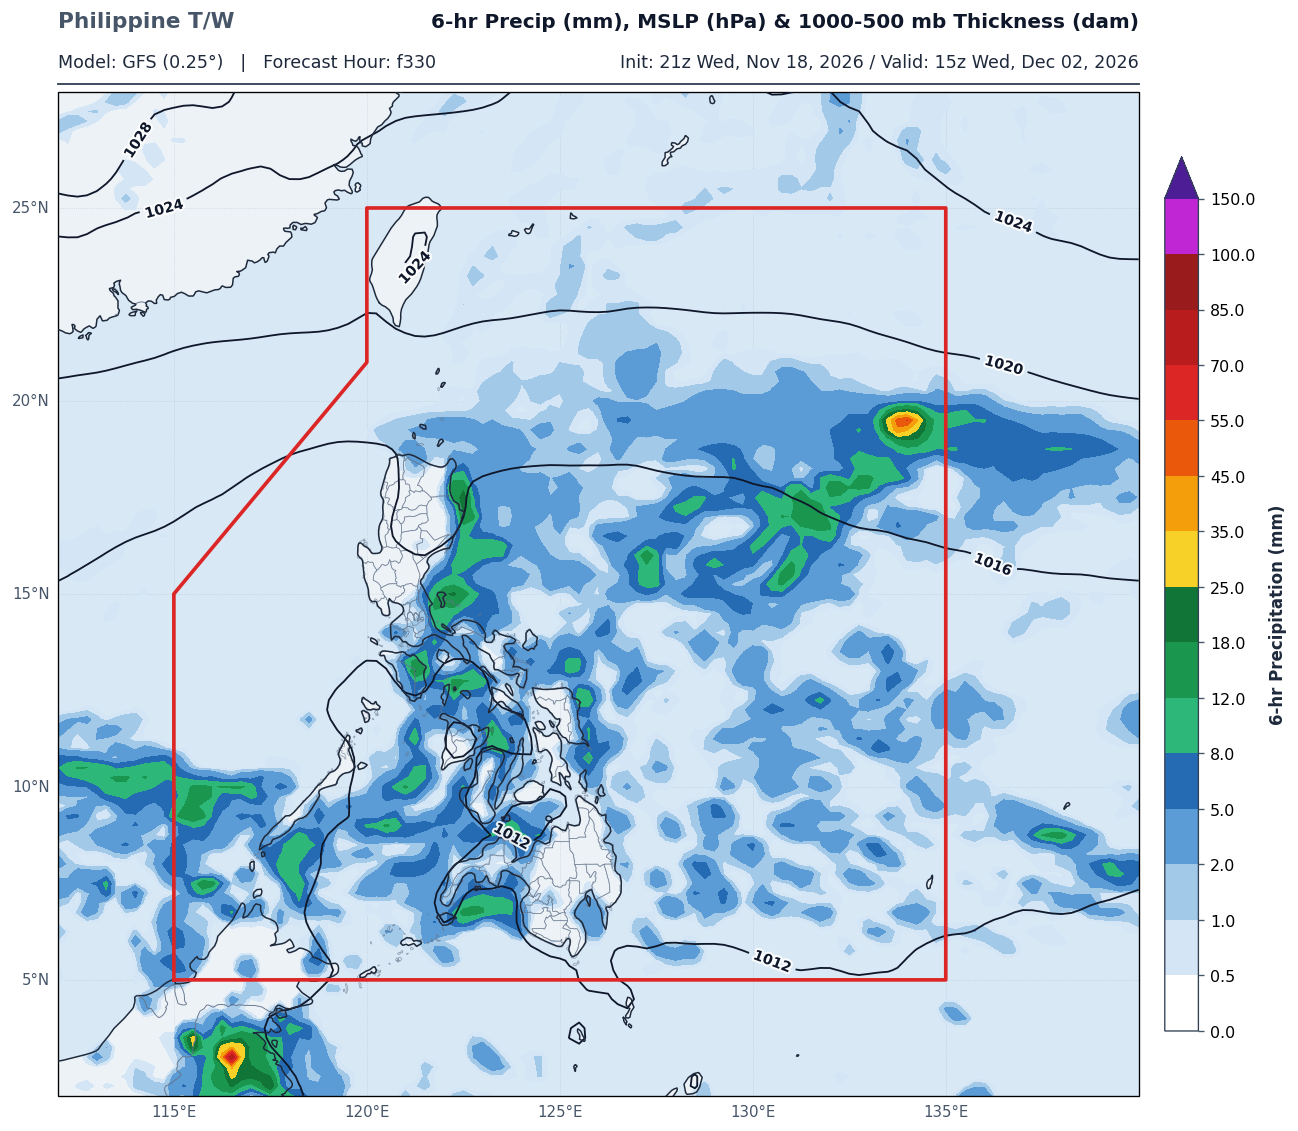 Philippine T/W
6-hr Precip (mm), MSLP (hPa) & 1000-500 mb Thickness (dam)
Model: GFS (0.25°) | Forecast Hour: f330
Init: 21z Wed, Nov 18, 2026 / Valid: 15z Wed, Dec 02, 2026
1028
1024
1024
1024
1020
1016
1012
1012
25°N
20°N
15°N
10°N
5°N
115°E
120°E
125°E
130°E
135°E
150.0
100.0
85.0
70.0
55.0
45.0
35.0
25.0
18.0
12.0
8.0
5.0
2.0
1.0
0.5
0.0
6-hr Precipitation (mm)